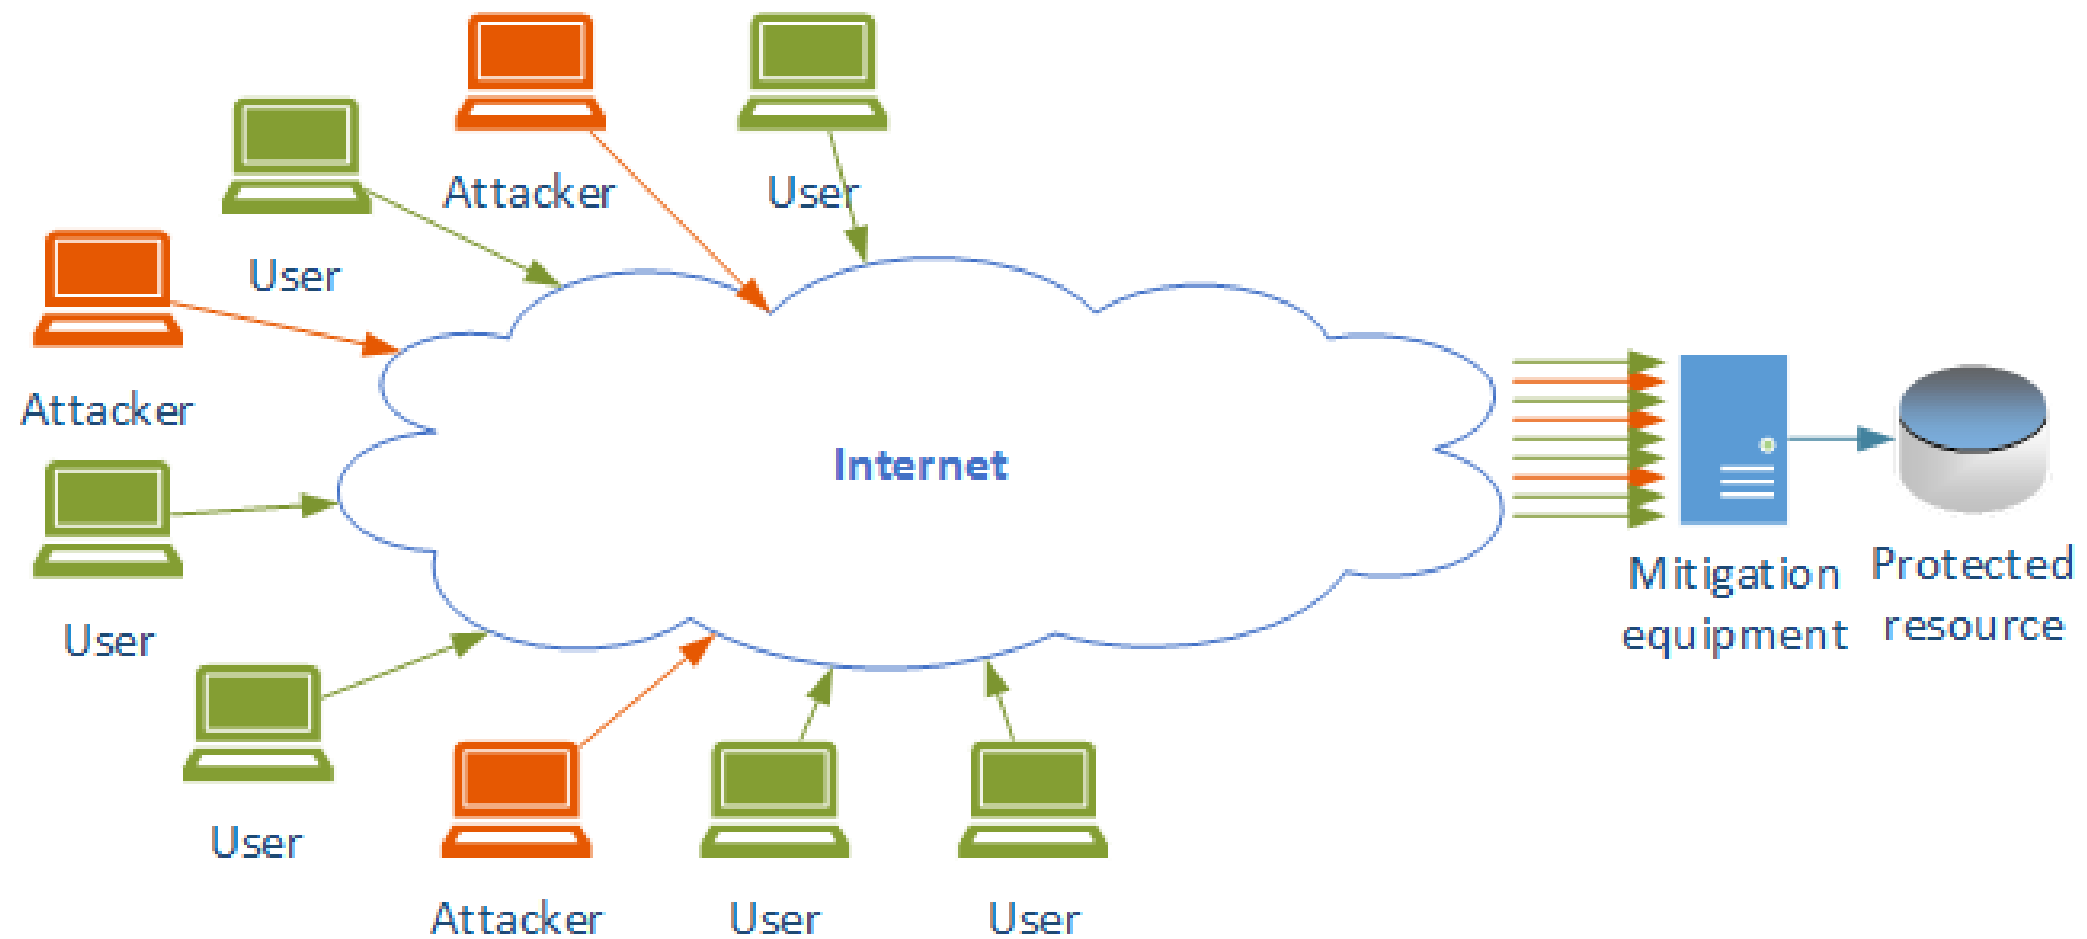 Attacker
User
User
Attacker
Internet
Mitigation
equipment
Protected
resource
User
User
Attacker
User
User